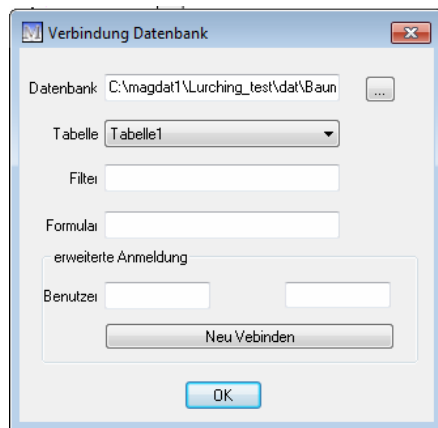 Verbindung Datenbank
Datenbank C:\magdat1\Lurching_test\dat\Baun ...
Tabelle Tabelle1
Filter
Formular
erweiterte Anmeldung
Benutzer
Neu Vebinden
OK